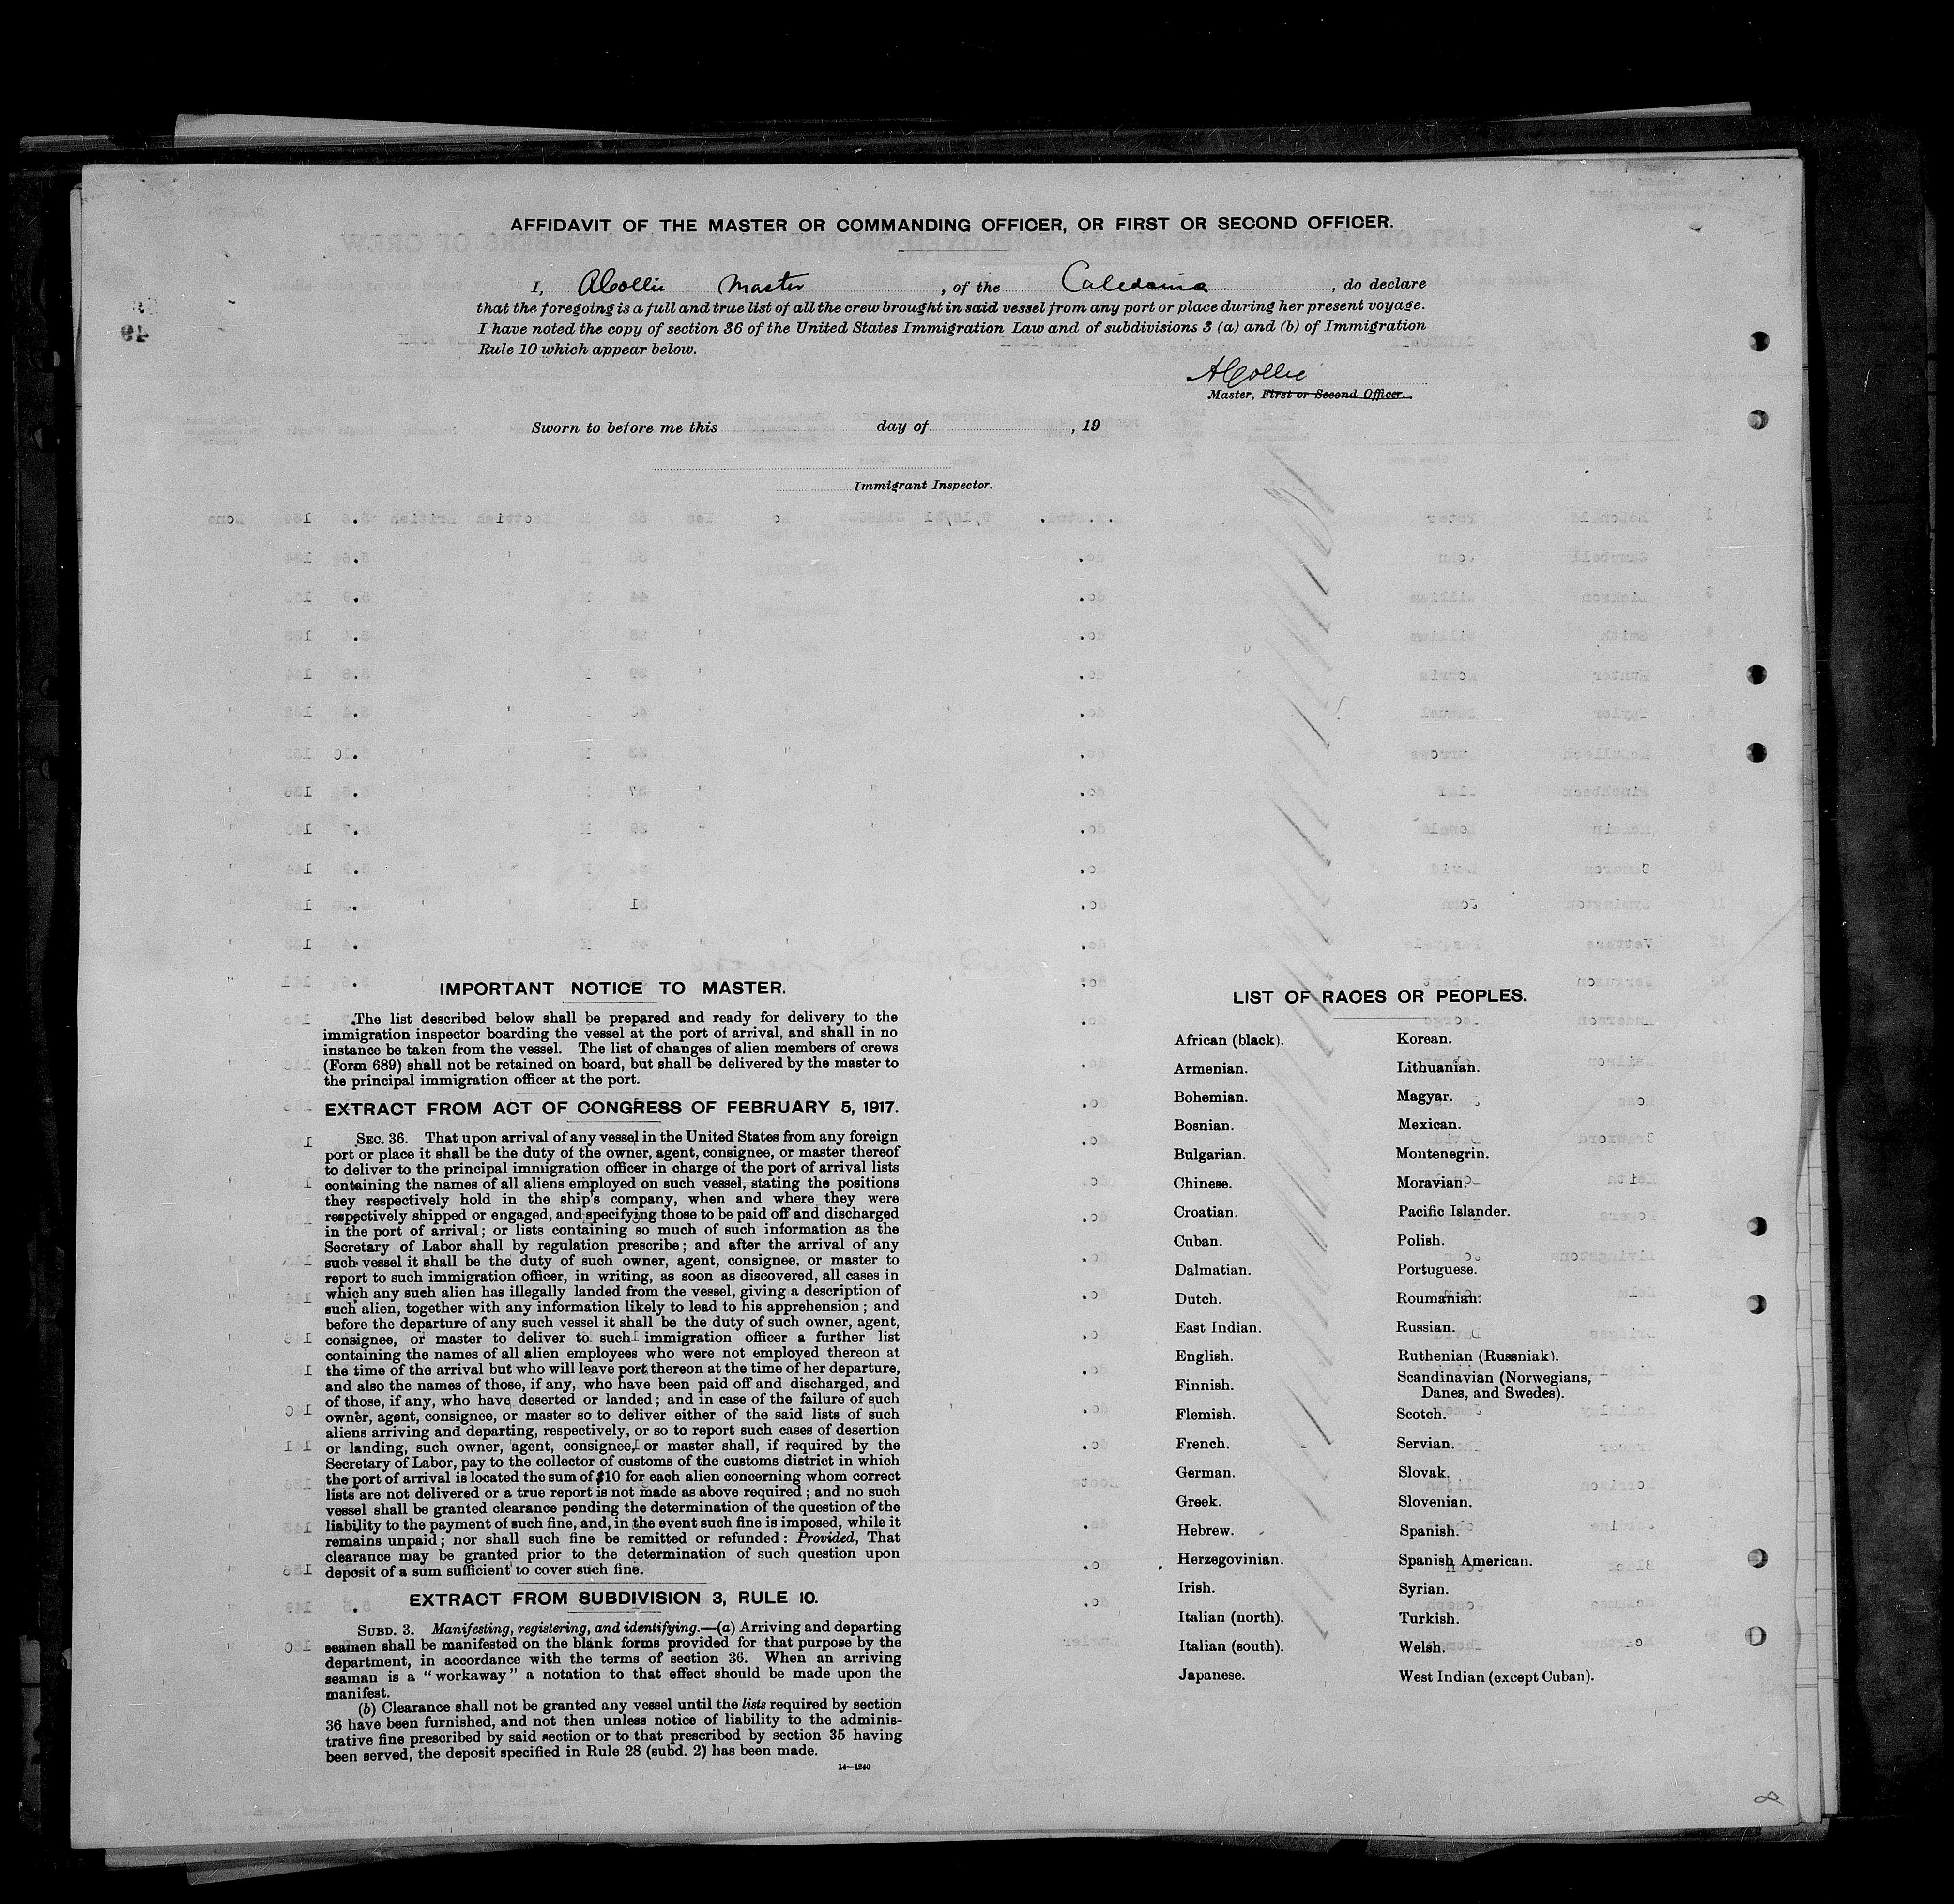 AFFIDAVIT OF THE MASTER OR COMMANDING OFFICER, OR FIRST OR SECOND OFFICER.
I, ACollie Master, of the Caledonia, do declare
that the foregoing is a full and true list of all the crew brought in said vessel from any port or place during her present voyage.
I have noted the copy of section 36 of the United States Immigration Law and of subdivisions 3 (a) and (b) of Immigration
Rule 10 which appear below.
ACollie
Master, First or Second Officer.
Sworn to before me this day of , 19
Immigrant Inspector.
IMPORTANT NOTICE TO MASTER.
The list described below shall be prepared and ready for delivery to the
immigration inspector boarding the vessel at the port of arrival, and shall in no
instance be taken from the vessel. The list of changes of alien members of crews
(Form 689) shall not be retained on board, but shall be delivered by the master to
the principal immigration officer at the port.
EXTRACT FROM ACT OF CONGRESS OF FEBRUARY 5, 1917.
SEC. 36. That upon arrival of any vessel in the United States from any foreign
port or place it shall be the duty of the owner, agent, consignee, or master thereof
to deliver to the principal immigration officer in charge of the port of arrival lists
containing the names of all aliens employed on such vessel, stating the positions
they respectively hold in the ship's company, when and where they were
respectively shipped or engaged, and specifying those to be paid off and discharged
in the port of arrival; or lists containing so much of such information as the
Secretary of Labor shall by regulation prescribe; and after the arrival of any
such vessel it shall be the duty of such owner, agent, consignee, or master to
report to such immigration officer, in writing, as soon as discovered, all cases in
which any such alien has illegally landed from the vessel, giving a description of
such alien, together with any information likely to lead to his apprehension; and
before the departure of any such vessel it shall be the duty of such owner, agent,
consignee, or master to deliver to such immigration officer a further list
containing the names of all alien employees who were not employed thereon at
the time of the arrival but who will leave port thereon at the time of her departure,
and also the names of those, if any, who have been paid off and discharged, and
of those, if any, who have deserted or landed; and in case of the failure of such
owner, agent, consignee, or master so to deliver either of the said lists of such
aliens arriving and departing, respectively, or so to report such cases of desertion
or landing, such owner, agent, consignee, or master shall, if required by the
Secretary of Labor, pay to the collector of customs of the customs district in which
the port of arrival is located the sum of $10 for each alien concerning whom correct
lists are not delivered or a true report is not made as above required; and no such
vessel shall be granted clearance pending the determination of the question of the
liability to the payment of such fine, and, in the event such fine is imposed, while it
remains unpaid; nor shall such fine be remitted or refunded: Provided, That
clearance may be granted prior to the determination of such question upon
deposit of a sum sufficient to cover such fine.
EXTRACT FROM SUBDIVISION 3, RULE 10.
SUBD. 3. Manifesting, registering, and identifying.—(a) Arriving and departing
seamen shall be manifested on the blank forms provided for that purpose by the
department, in accordance with the terms of section 36. When an arriving
seaman is a "workaway" a notation to that effect should be made upon the
manifest.
(b) Clearance shall not be granted any vessel until the lists required by section
36 have been furnished, and not then unless notice of liability to the adminis-
trative fine prescribed by said section or to that prescribed by section 35 having
been served, the deposit specified in Rule 28 (subd. 2) has been made.
14—1240
LIST OF RACES OR PEOPLES.
African (black).
Armenian.
Bohemian.
Bosnian.
Bulgarian.
Chinese.
Croatian.
Cuban.
Dalmatian.
Dutch.
East Indian.
English.
Finnish.
Flemish.
French.
German.
Greek.
Hebrew.
Herzegovinian.
Irish.
Italian (north).
Italian (south).
Japanese.
Korean.
Lithuanian.
Magyar.
Mexican.
Montenegrin.
Moravian.
Pacific Islander.
Polish.
Portuguese.
Roumanian.
Russian.
Ruthenian (Russniak).
Scandinavian (Norwegians,
Danes, and Swedes).
Scotch.
Servian.
Slovak.
Slovenian.
Spanish.
Spanish American.
Syrian.
Turkish.
Welsh.
West Indian (except Cuban).
8